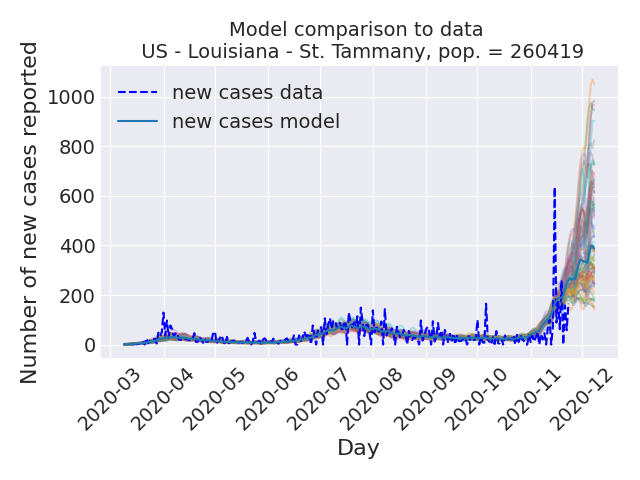 Model comparison to data
US - Louisiana - St. Tammany, pop. = 260419
Number of new cases reported
1000
800
600
400
200
0
new cases data
new cases model
2020-03
2020-04
2020-05
2020-06
2020-07
2020-08
2020-09
2020-10
2020-11
2020-12
Day